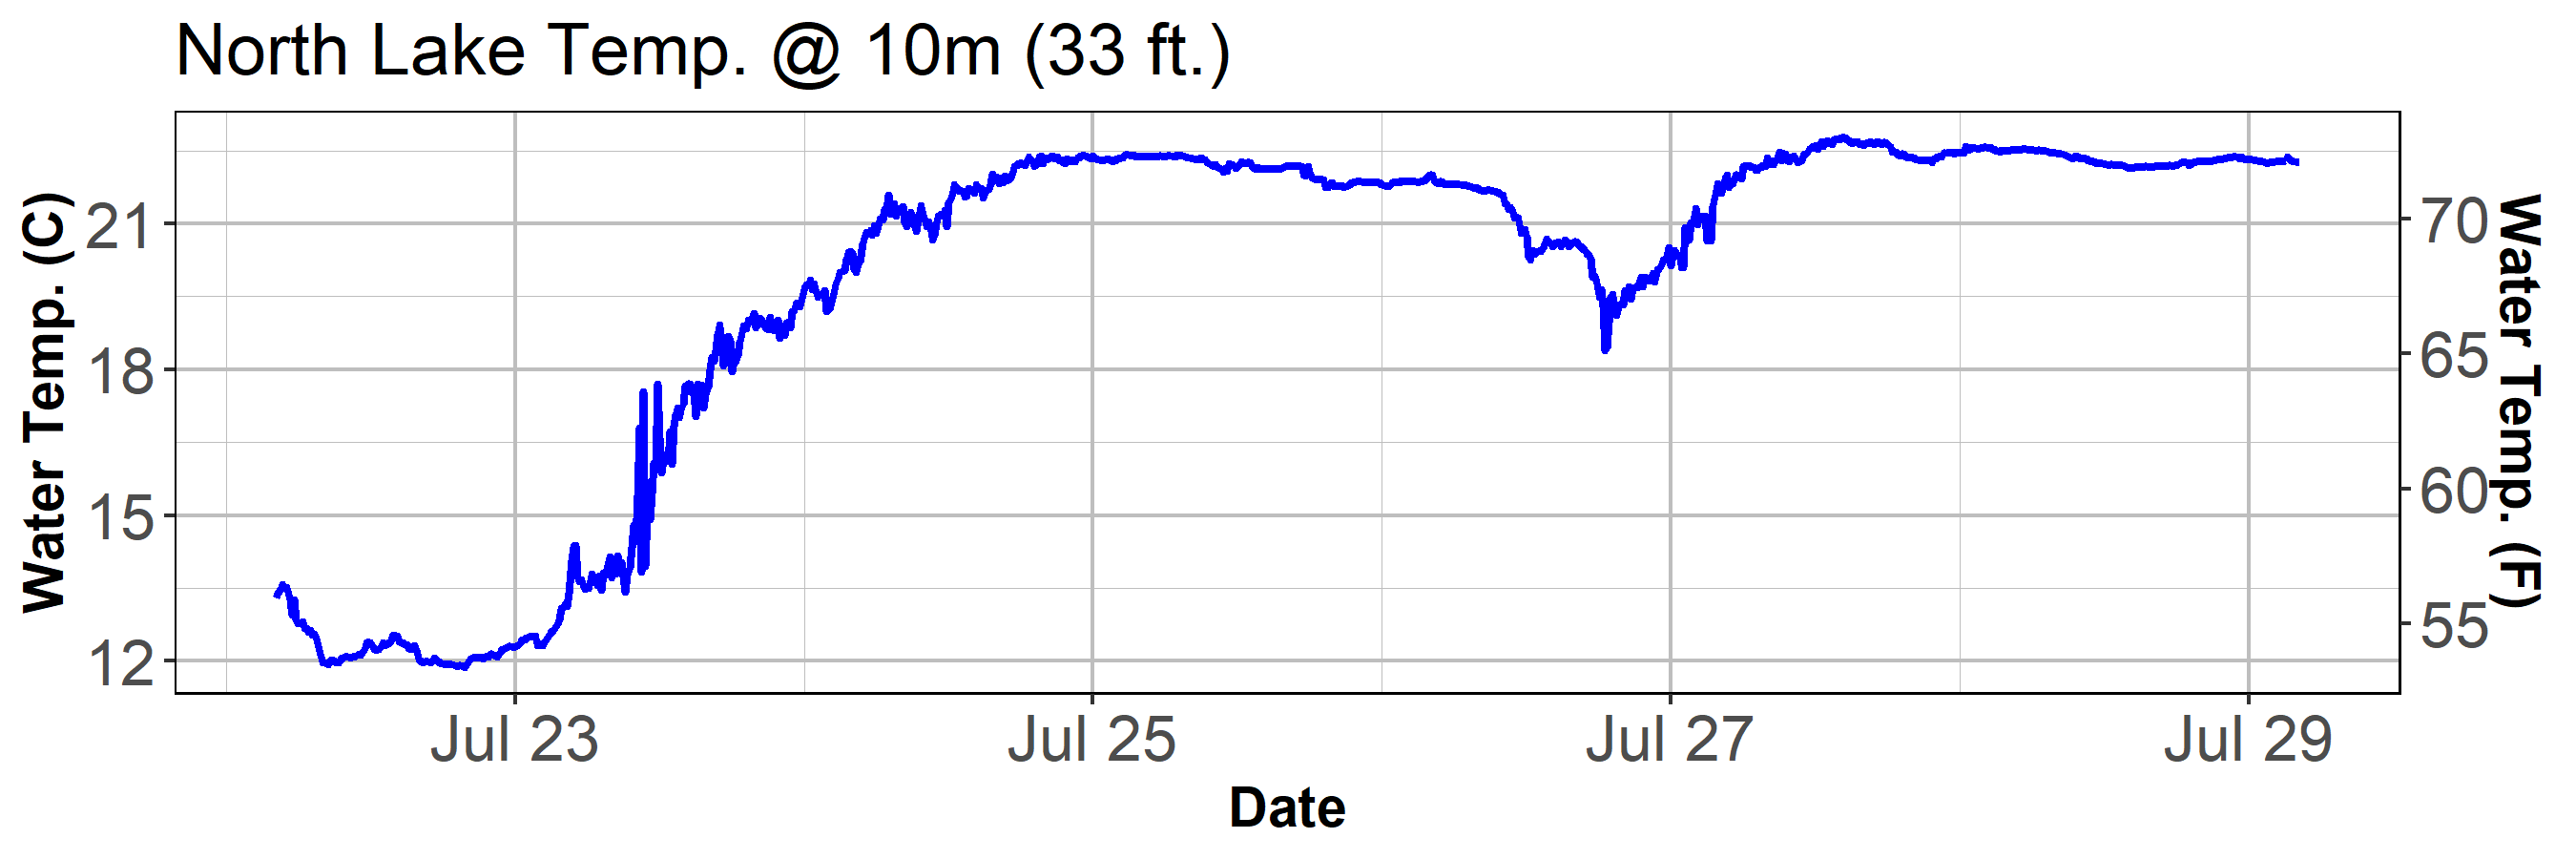 North Lake Temp. @ 10m (33 ft.)
Water Temp. (C)
21
18
15
12
70
65
60
55
Water Temp. (F)
Jul 23
Jul 25
Jul 27
Jul 29
Date